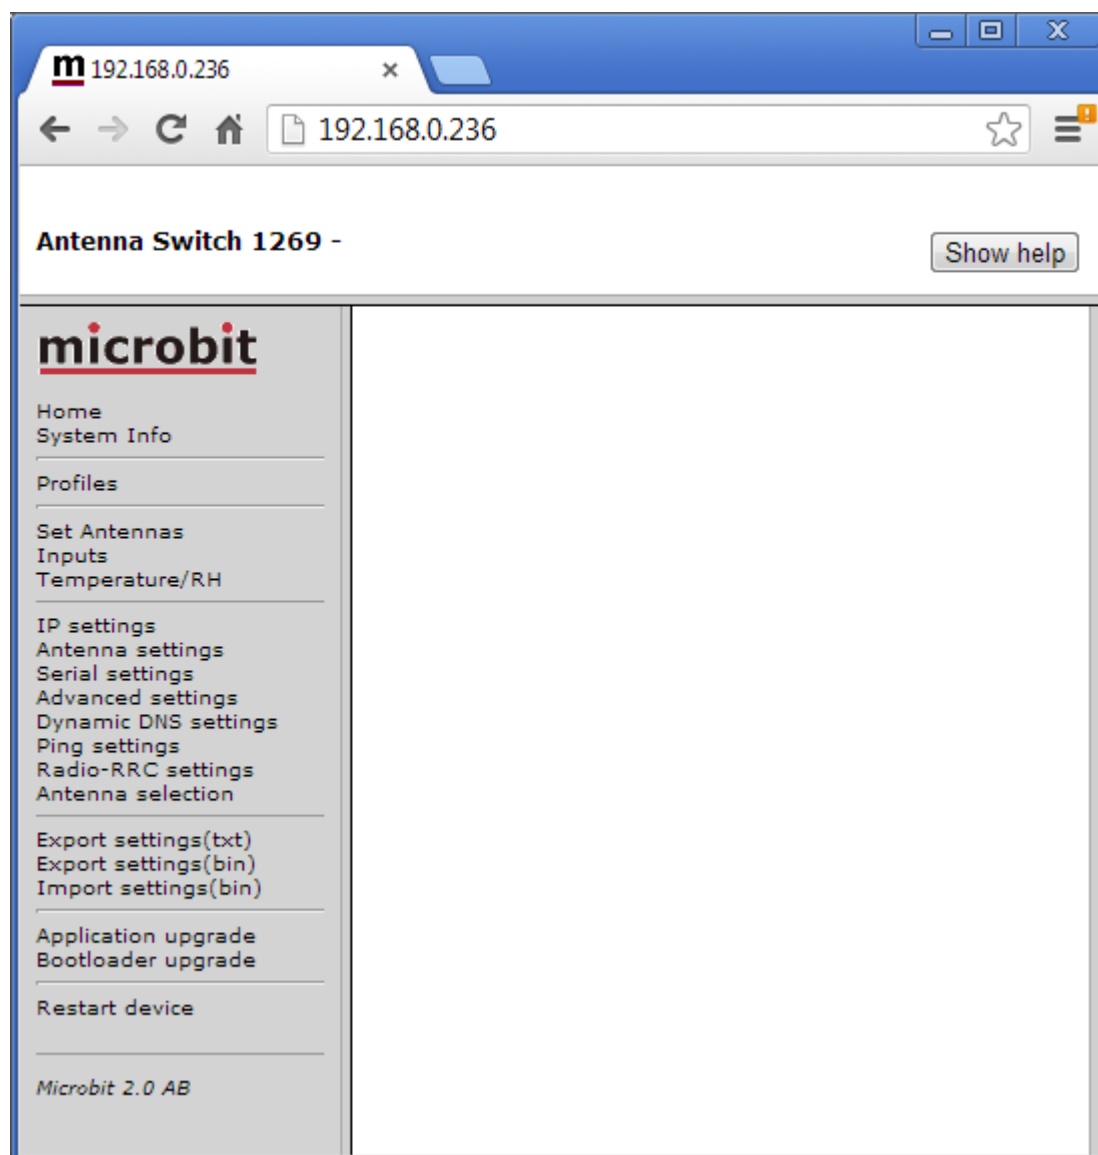 m 192.168.0.236
192.168.0.236
Antenna Switch 1269 -
Show help
microbit
Home
System Info
Profiles
Set Antennas
Inputs
Temperature/RH
IP settings
Antenna settings
Serial settings
Advanced settings
Dynamic DNS settings
Ping settings
Radio-RRC settings
Antenna selection
Export settings(txt)
Export settings(bin)
Import settings(bin)
Application upgrade
Bootloader upgrade
Restart device
Microbit 2.0 AB